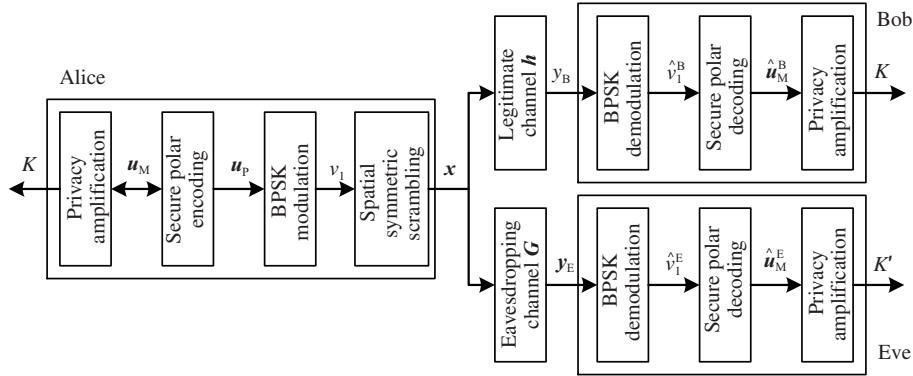 Alice
K
Privacy
amplification
u_M
Secure polar
encoding
u_P
BPSK
modulation
v_1
Spatial
symmetric
scrambling
x
Legitimate
channel h
y_B
Bob
BPSK
demodulation
v̂_1^B
Secure polar
decoding
û_M^B
Privacy
amplification
K
Eavesdropping
channel G
y_E
BPSK
demodulation
v̂_1^E
Secure polar
decoding
û_M^E
Privacy
amplification
K'
Eve